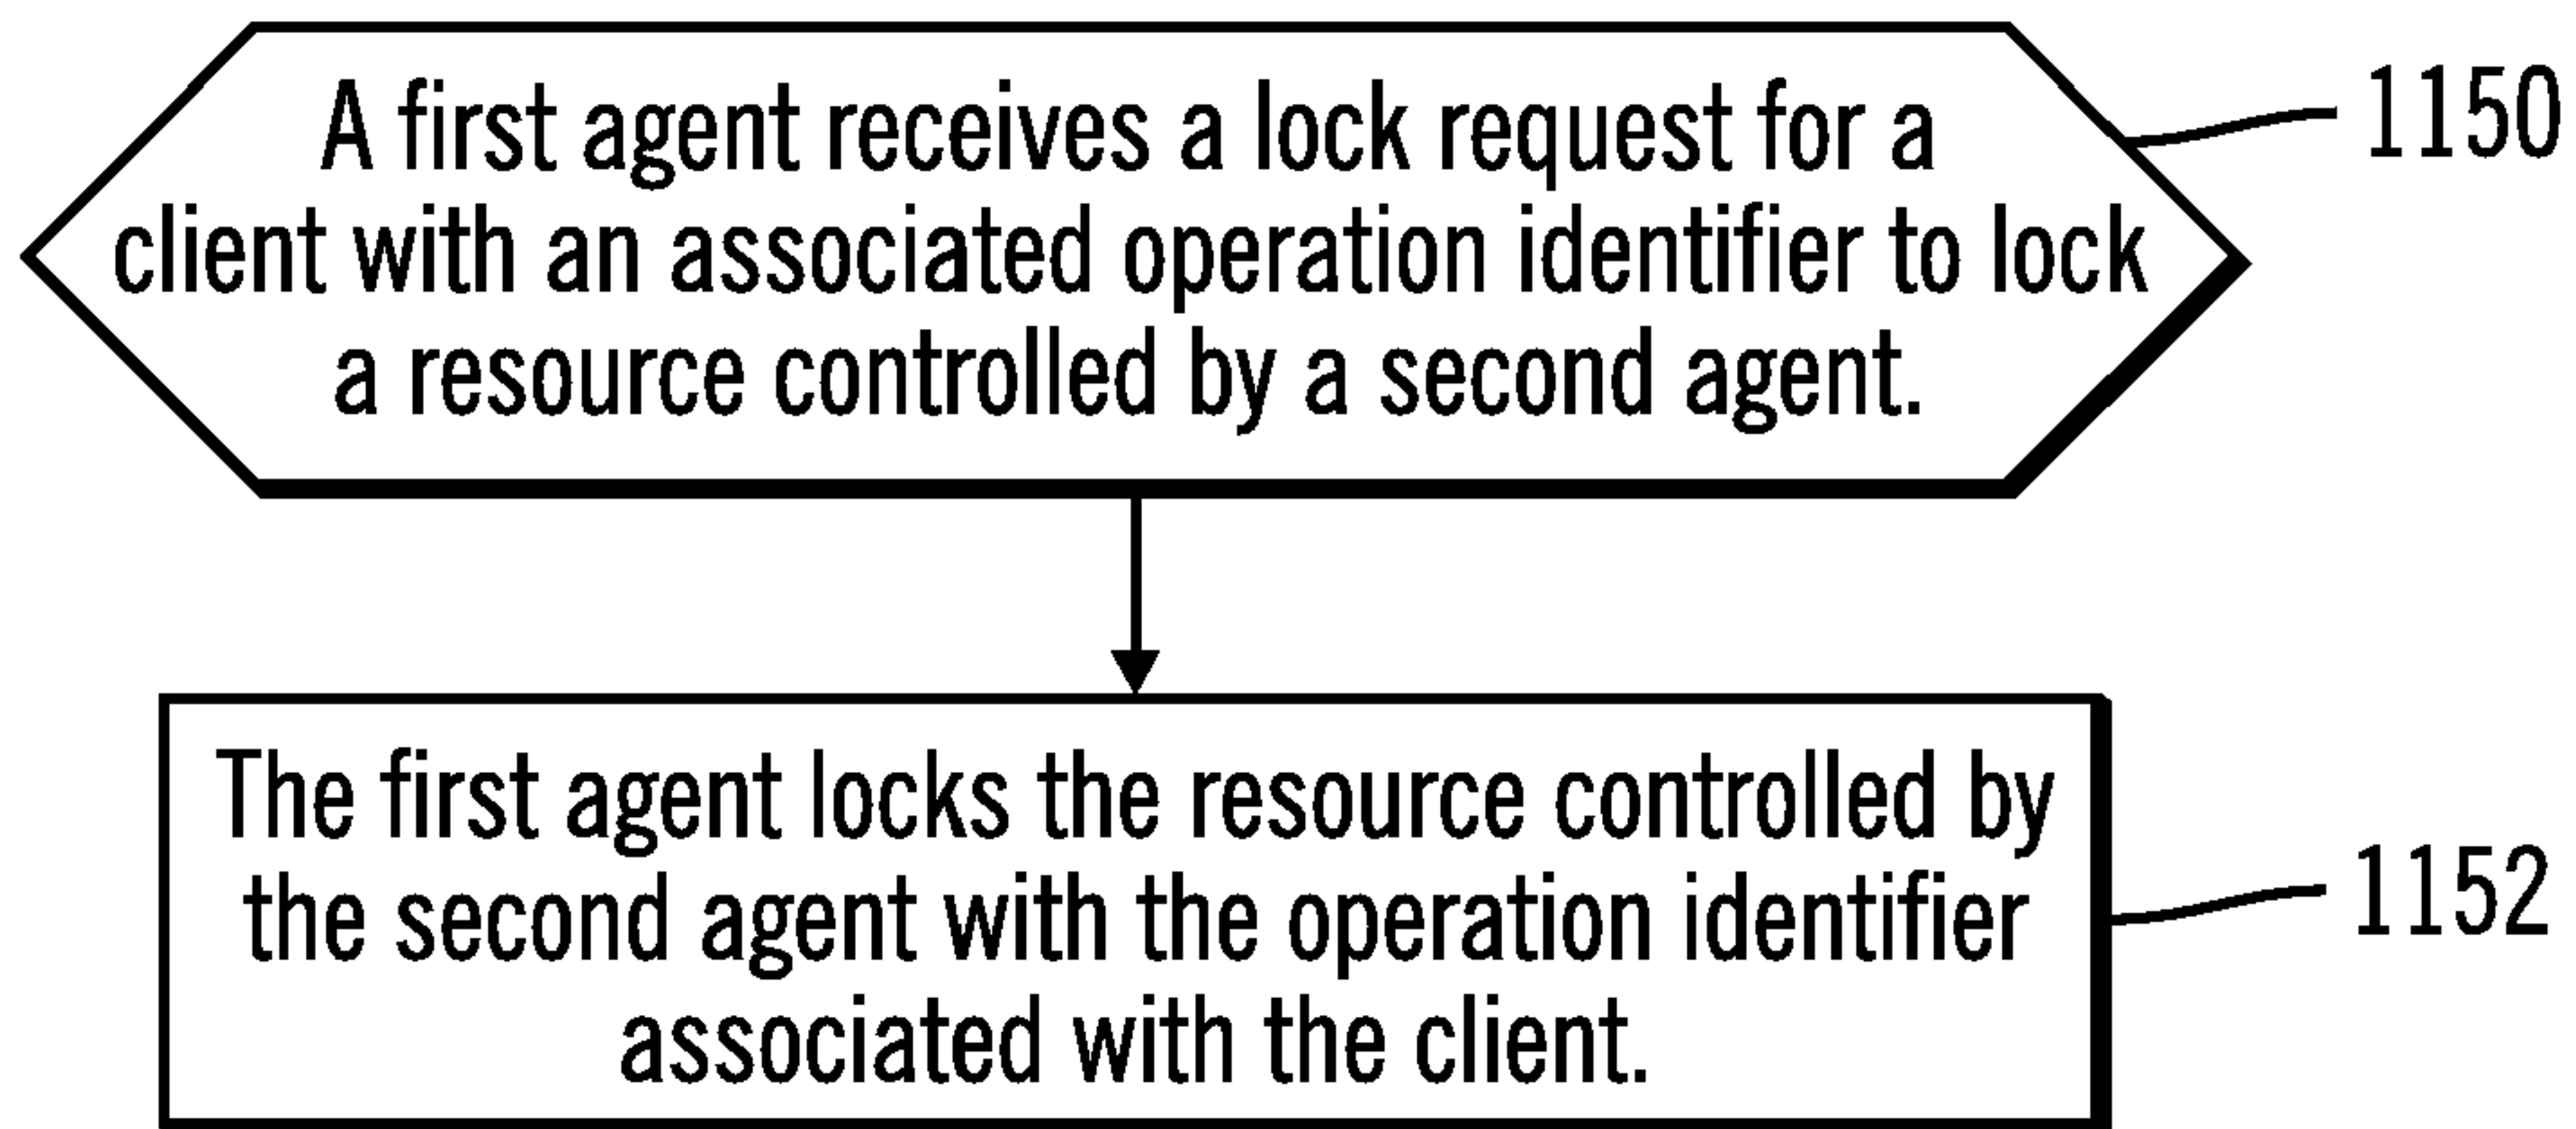 A first agent receives a lock request for a
client with an associated operation identifier to lock
a resource controlled by a second agent.
1150
The first agent locks the resource controlled by
the second agent with the operation identifier
associated with the client.
1152